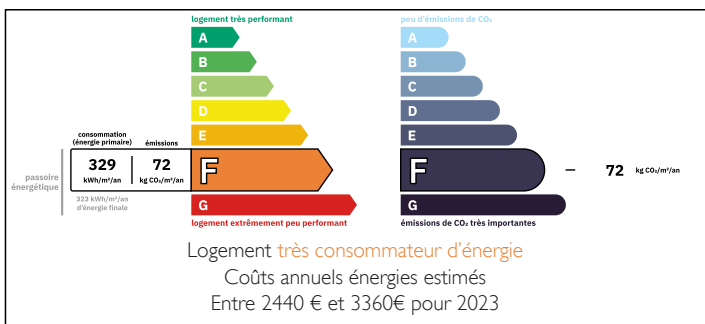 logement très performant
A
B
C
D
E
consommation
(énergie primaire)
émissions
passoire
énergétique
329
kWh/m²/an
72
kg CO₂/m²/an
F
323 kWh/m²/an
d'énergie finale
G
logement extrêmement peu performant
peu d'émissions de CO₂
A
B
C
D
E
F
72 kg CO₂/m²/an
G
émissions de CO₂ très importantes
Logement très consommateur d'énergie
Coûts annuels énergies estimés
Entre 2440 € et 3360€ pour 2023